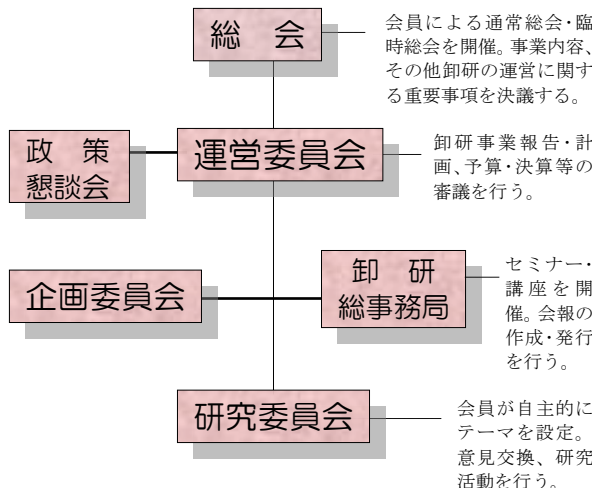 総　会
会員による通常総会・臨
時総会を開催。事業内容、
その他卸研の運営に関す
る重要事項を決議する。
政　策
懇談会
運営委員会
卸研事業報告・計
画、予算・決算等の
審議を行う。
企画委員会
卸　研
総事務局
セミナー・
講座を開
催。会報の
作成・発行
を行う。
研究委員会
会員が自主的に
テーマを設定。
意見交換、研究
活動を行う。